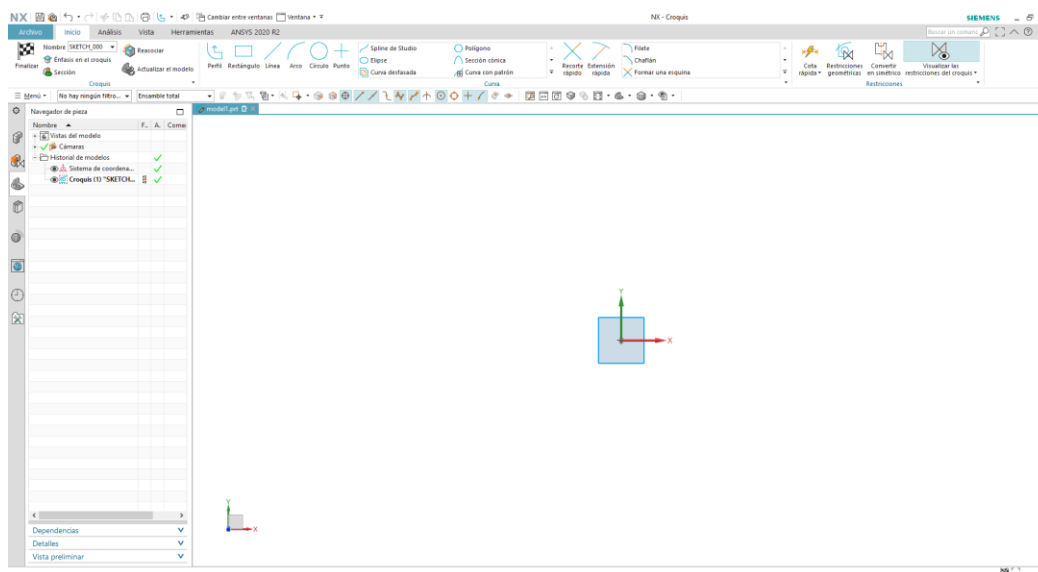 NX Cambiar entre ventanas Ventana NX - Croquis SIEMENS
Archivo Inicio Análisis Vista Herramientas ANSYS 2020 R2
Finalizar
Nombre SKETCH_000
Énfasis en el croquis
Sección
Reasociar
Actualizar el modelo
Croquis
Perfil Rectángulo Línea Arco Círculo Punto
Spline de Studio
Elipse
Curva desfasada
Polígono
Sección cónica
Curva con patrón
Recorte rápido
Extensión rápida
Filete
Chaflán
Formar una esquina
Curva
Cota rápida
Restricciones geométricas
Convertir en simétrico
Visualizar las restricciones del croquis
Restricciones
Menú No hay ningún filtro... Ensamble total
Navegador de pieza
model1.prt
Nombre F.. A. Come
Vistas del modelo
Cámaras
Historial de modelos
Sistema de coordena...
Croquis (1) "SKETCH...
Y
X
Y
X
Dependencias
Detalles
Vista preliminar